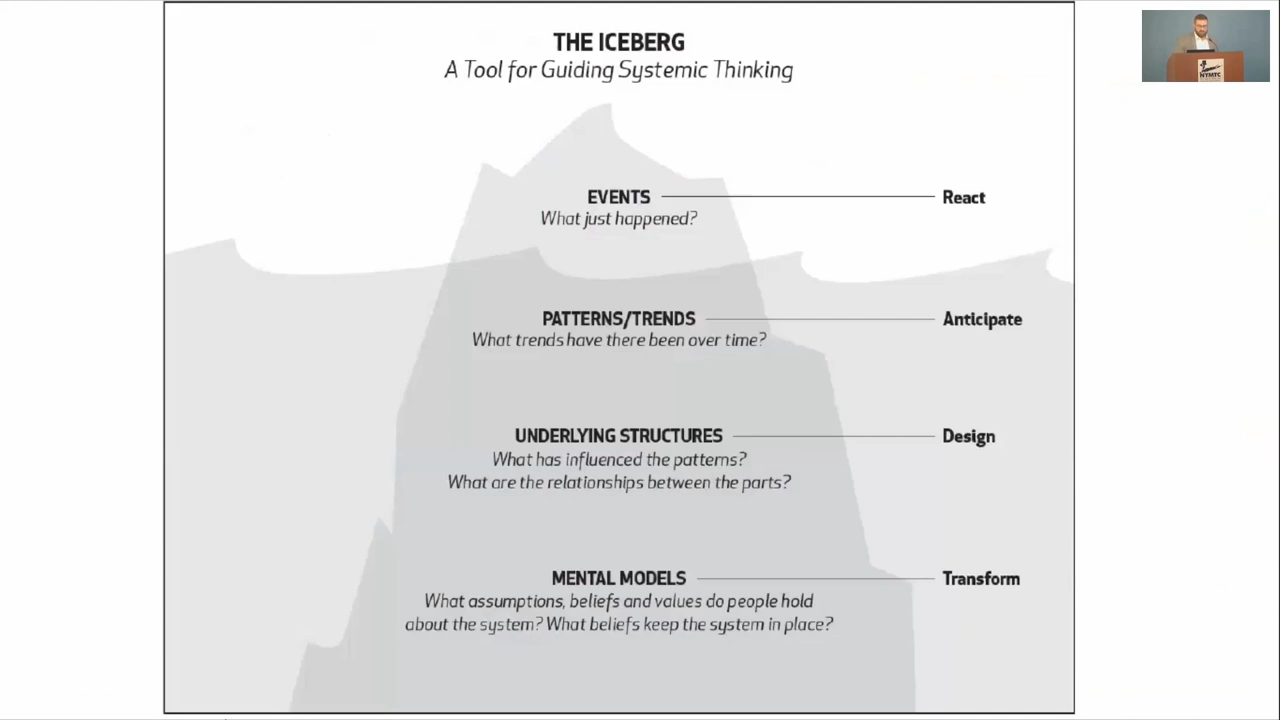 THE ICEBERG
A Tool for Guiding Systemic Thinking
EVENTS
React
What just happened?
PATTERNS/TRENDS
Anticipate
What trends have there been over time?
UNDERLYING STRUCTURES
Design
What has influenced the patterns?
What are the relationships between the parts?
MENTAL MODELS
Transform
What assumptions, beliefs and values do people hold
about the system? What beliefs keep the system in place?
NYMTC